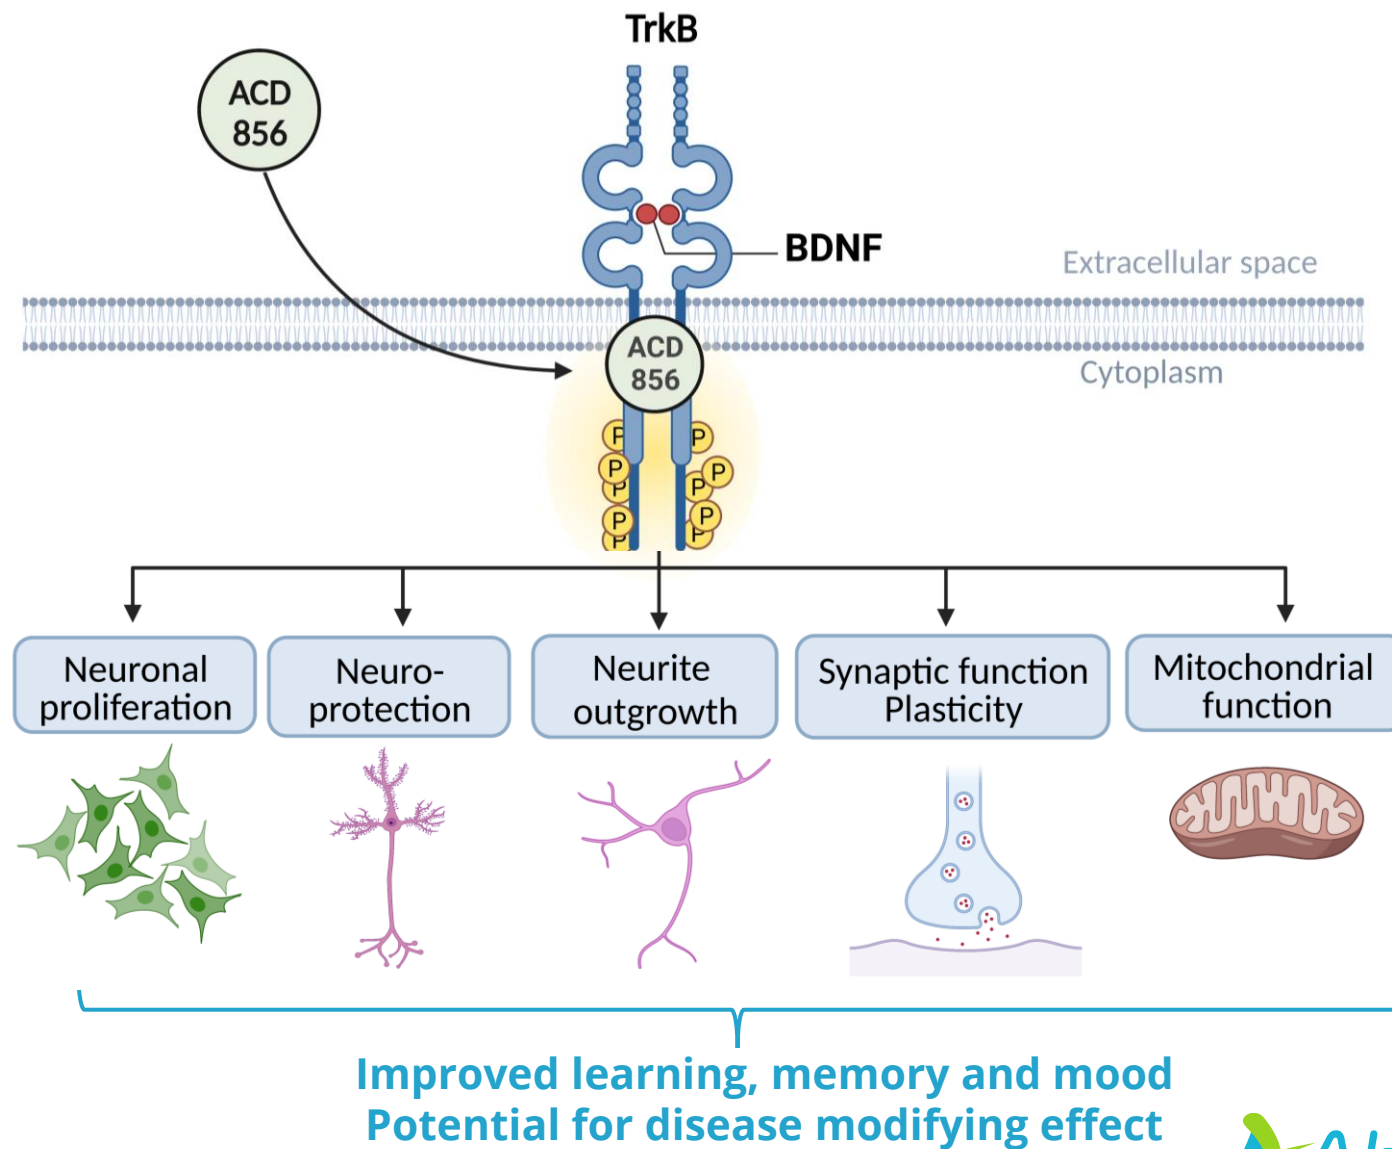 TrkB
ACD
856
BDNF
Extracellular space
ACD
856
Cytoplasm
P
P
P
P
P
P
P
P
P
P
Neuronal
proliferation
Neuro-
protection
Neurite
outgrowth
Synaptic function
Plasticity
Mitochondrial
function
Improved learning, memory and mood
Potential for disease modifying effect